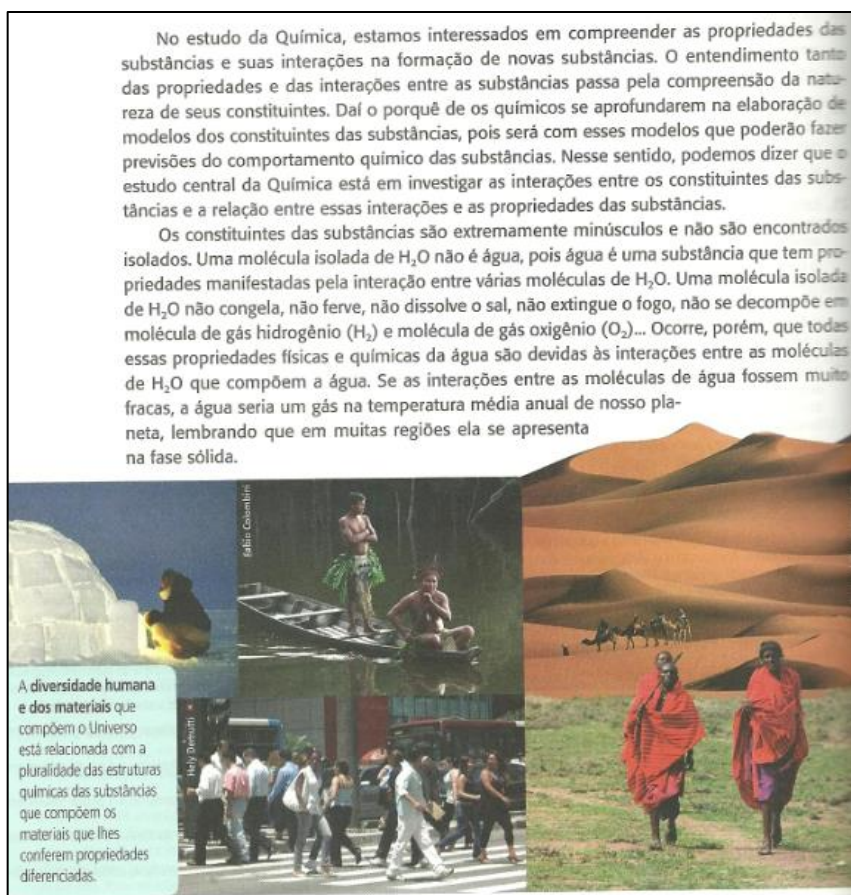 No estudo da Química, estamos interessados em compreender as propriedades das
substâncias e suas interações na formação de novas substâncias. O entendimento tanto
das propriedades e das interações entre as substâncias passa pela compreensão da natu-
reza de seus constituintes. Daí o porquê de os químicos se aprofundarem na elaboração de
modelos dos constituintes das substâncias, pois será com esses modelos que poderão fazer
previsões do comportamento químico das substâncias. Nesse sentido, podemos dizer que o
estudo central da Química está em investigar as interações entre os constituintes das subs-
tâncias e a relação entre essas interações e as propriedades das substâncias.
Os constituintes das substâncias são extremamente minúsculos e não são encontrados
isolados. Uma molécula isolada de H₂O não é água, pois água é uma substância que tem pro-
priedades manifestadas pela interação entre várias moléculas de H₂O. Uma molécula isolada
de H₂O não congela, não ferve, não dissolve o sal, não extingue o fogo, não se decompõe em
molécula de gás hidrogênio (H₂) e molécula de gás oxigênio (O₂)... Ocorre, porém, que todas
essas propriedades físicas e químicas da água são devidas às interações entre as moléculas
de H₂O que compõem a água. Se as interações entre as moléculas de água fossem muito
fracas, a água seria um gás na temperatura média anual de nosso pla-
neta, lembrando que em muitas regiões ela se apresenta
na fase sólida.
Fabio Colombini
A diversidade humana
e dos materiais que
compõem o Universo
está relacionada com a
pluralidade das estruturas
químicas das substâncias
que compõem os
materiais que lhes
conferem propriedades
diferenciadas.
Hely Demutti